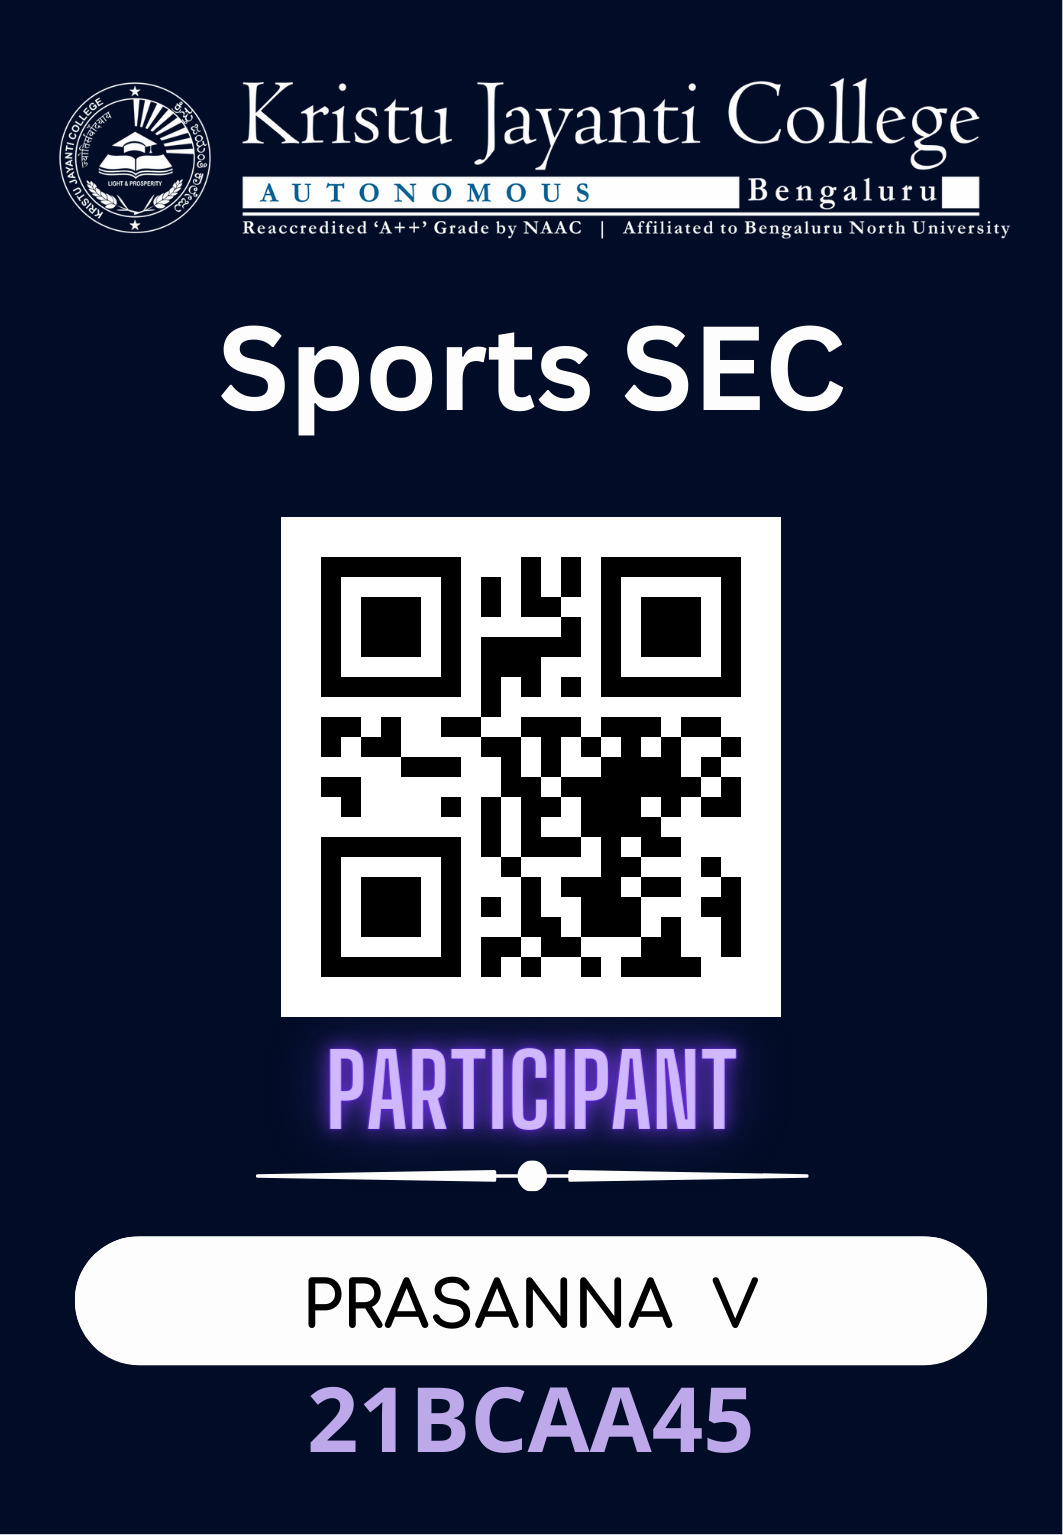 KRISTU JAYANTI COLLEGE
ಕ್ರಿಸ್ತು ಜಯಂತಿ ಕಾಲೇಜು
LIGHT & PROSPERITY
Kristu Jayanti College
AUTONOMOUS Bengaluru
Reaccredited ‘A++’ Grade by NAAC | Affiliated to Bengaluru North University
Sports SEC
PARTICIPANT
PRASANNA V
21BCAA45